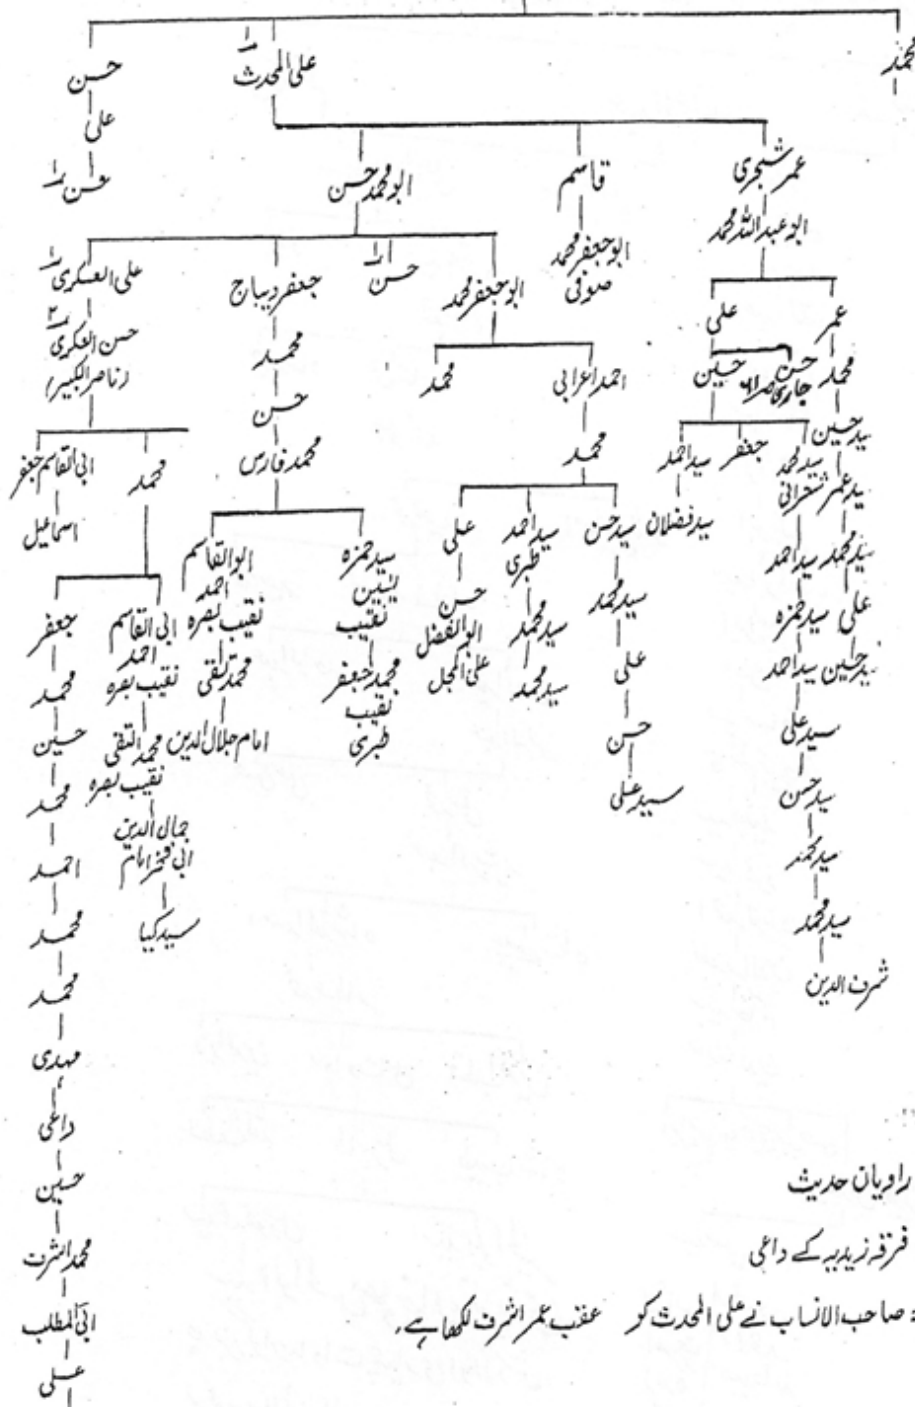 محمد
علی المحدث
حسن
علی
حسن
عمر شجری
قاسم
ابو محمد حسن
ابو عبداللہ محمد
ابو جعفر محمد
صوفی
ابو جعفر محمد
حسن
جعفر دیباج
علی العسکری
عمر
علی
محمد
حسن العسکری
(ناصر الکبیر)
محمد
حسن
حسین
احمد اعرابی
محمد
حسن
سید حسین
سید محمد
جعفر
سید احمد
محمد
محمد فارس
محمد
ابی القاسم جعفر
سید عمر
شتعرانی
سید فضلان
سید حسن
سید احمد
طبری
علی
سید حمزہ
نقیب
ابو القاسم
احمد
نقیب بصرہ
اسماعیل
سید محمد
سید احمد
سید محمد
سید محمد
حسن
ابو الفضل
محمد جعفر
نقیب
طبری
محمد تقی
ابی القاسم
احمد
نقیب بصرہ
جعفر
علی
سید حمزہ
علی
سید محمد
علی المجل
امام جلال الدین
محمد التقی
نقیب بصرہ
محمد
سید حسین
سید احمد
حسن
حسین
سید علی
سید علی
جمال الدین
ابی فخر امام
محمد
سید حسن
سید کیا
احمد
سید محمد
محمد
سید محمد
محمد
شرف الدین
مہدی
داعی
حسین
محمد اشرف
ابی المطلب
علی
راویان حدیث
فرقہ زیدیہ کے داعی
صاحب الانساب نے علی المحدث کو عقب عمر اشرف لکھا ہے۔